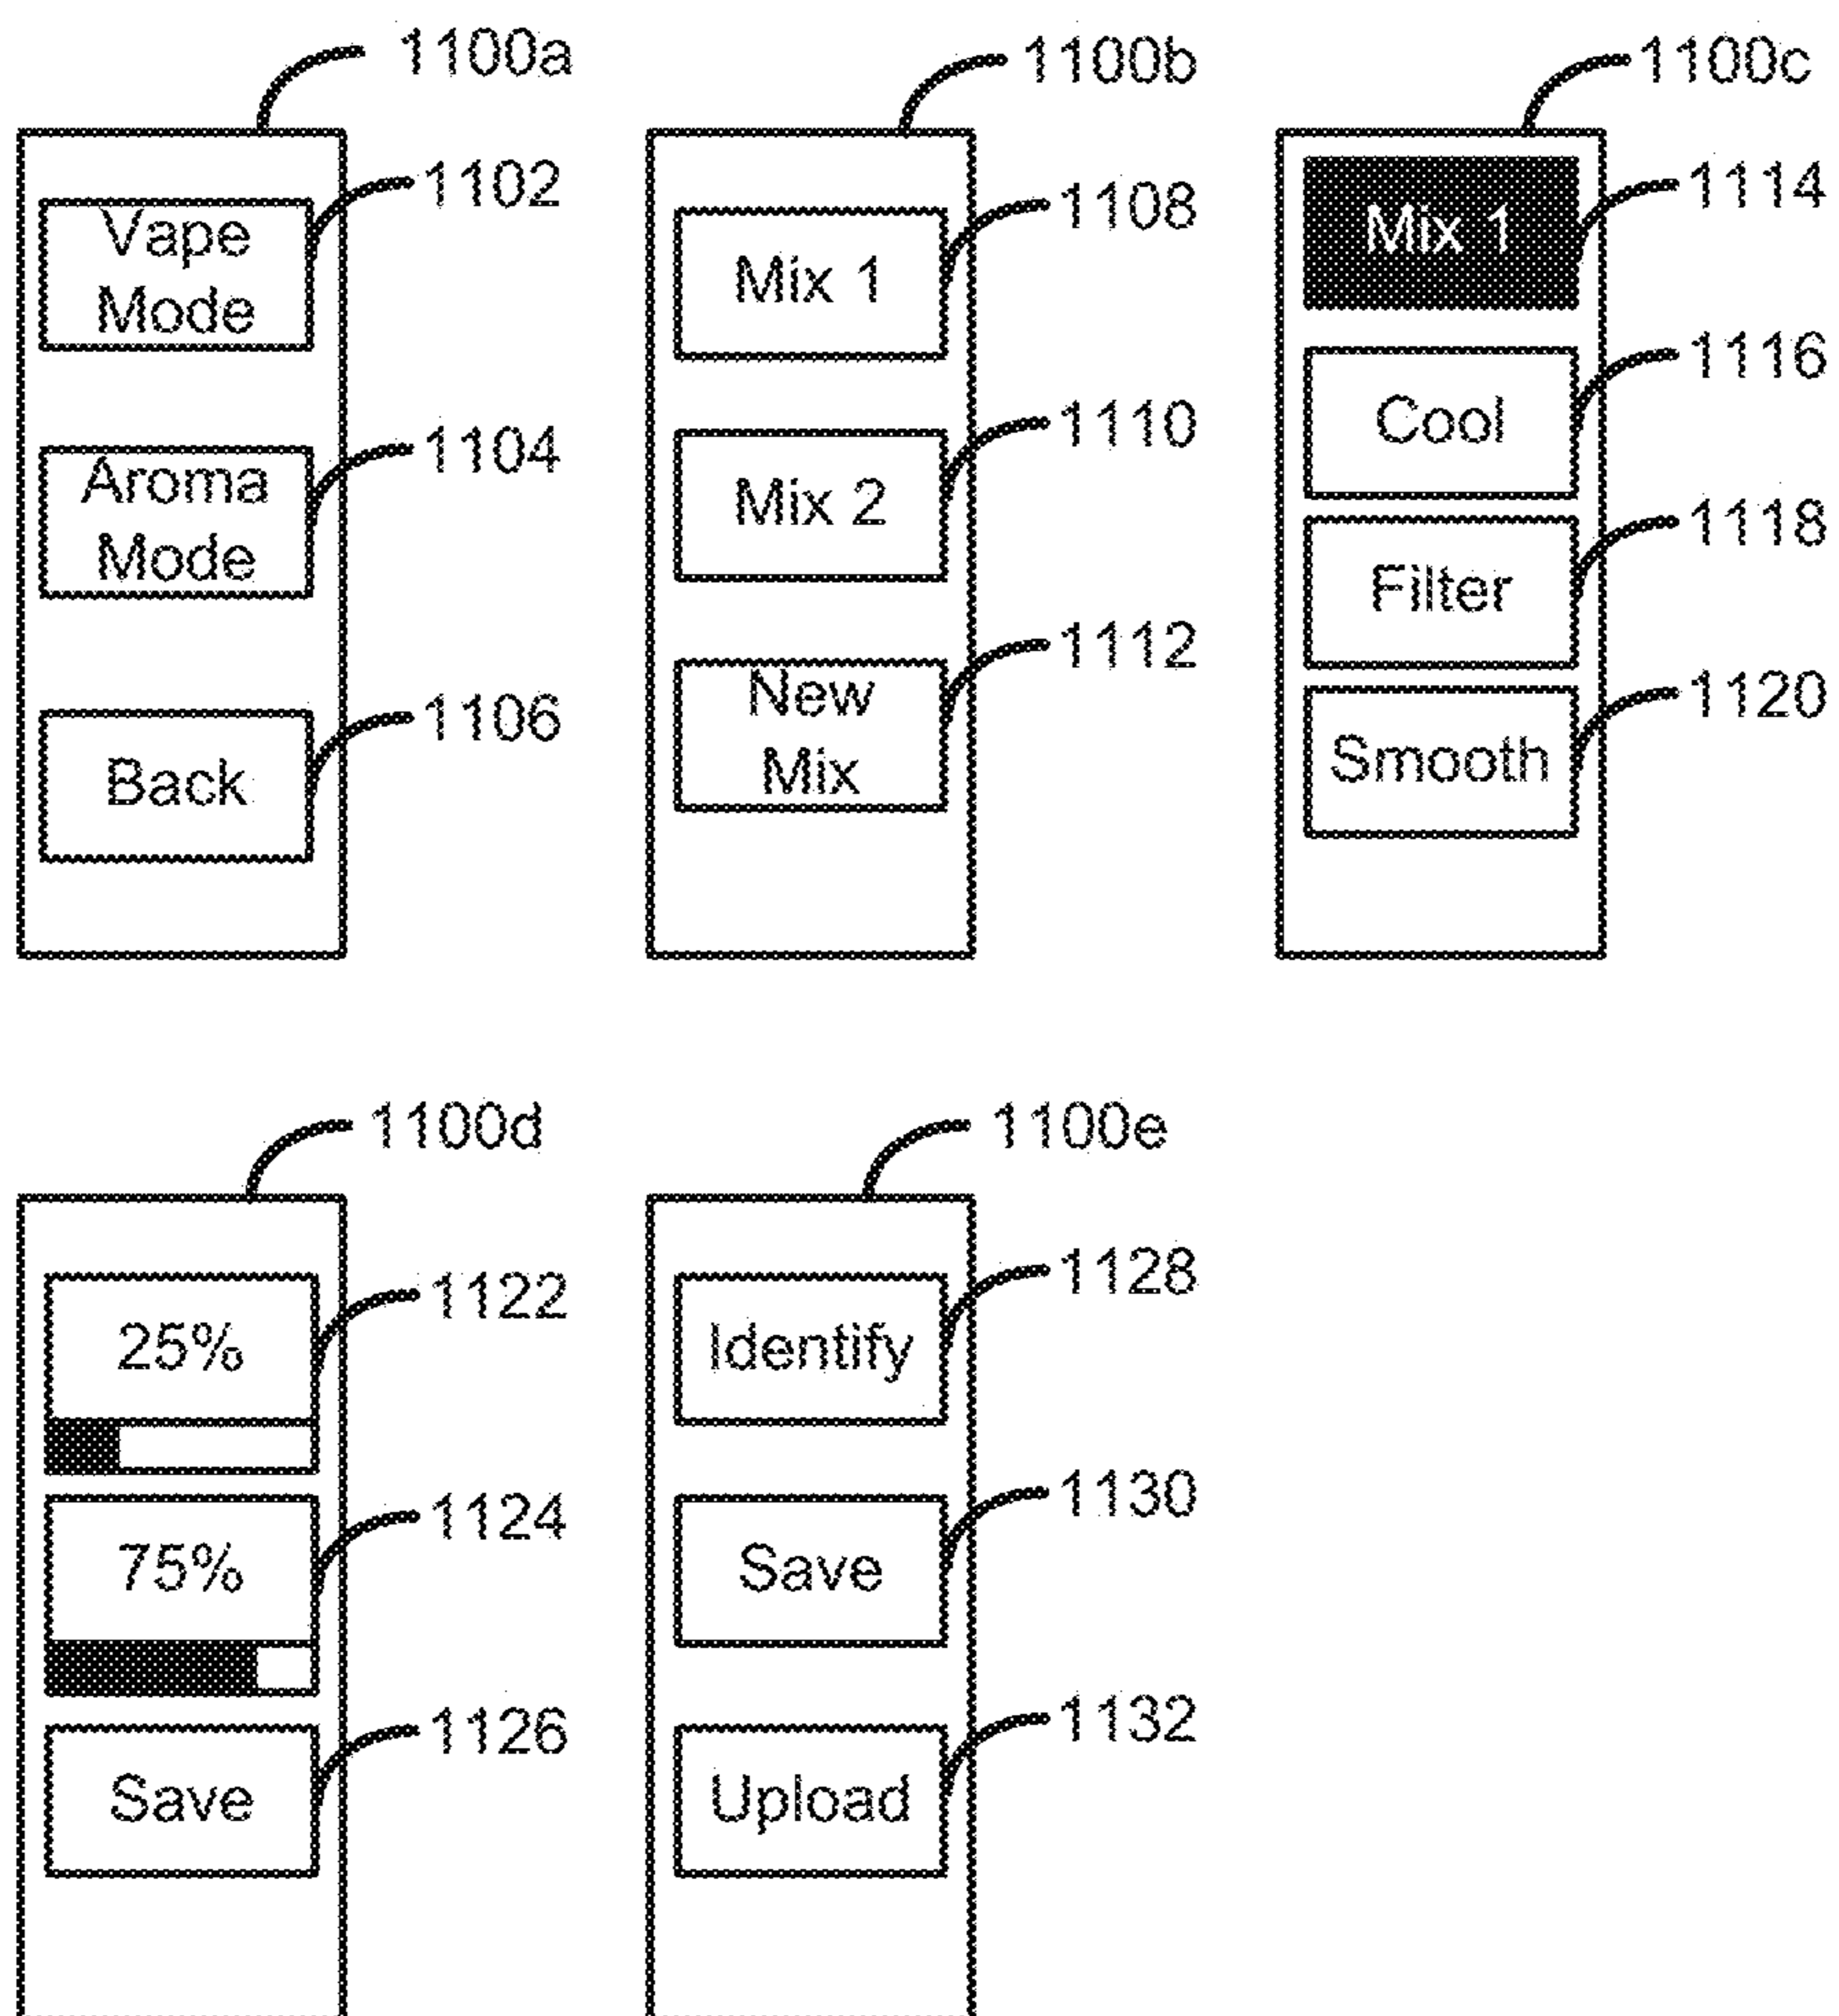 1100a
1102
Vape
Mode
1104
Aroma
Mode
1106
Back
1100b
1108
Mix 1
1110
Mix 2
1112
New
Mix
1100c
1114
Mix 1
1116
Cool
1118
Filter
1120
Smooth
1100d
1122
25%
1124
75%
1126
Save
1100e
1128
Identify
1130
Save
1132
Upload